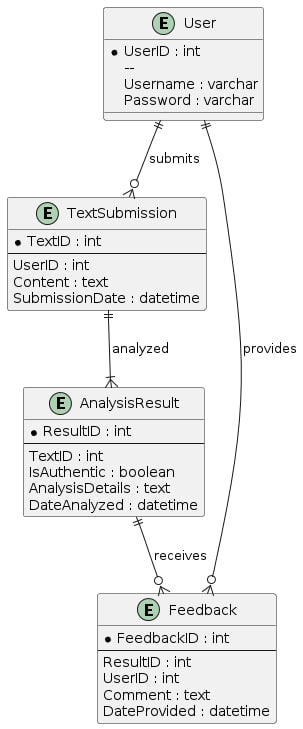 E User
* UserID : int
--
Username : varchar
Password : varchar
submits
E TextSubmission
* TextID : int
UserID : int
Content : text
SubmissionDate : datetime
analyzed
provides
E AnalysisResult
* ResultID : int
TextID : int
IsAuthentic : boolean
AnalysisDetails : text
DateAnalyzed : datetime
receives
E Feedback
* FeedbackID : int
ResultID : int
UserID : int
Comment : text
DateProvided : datetime